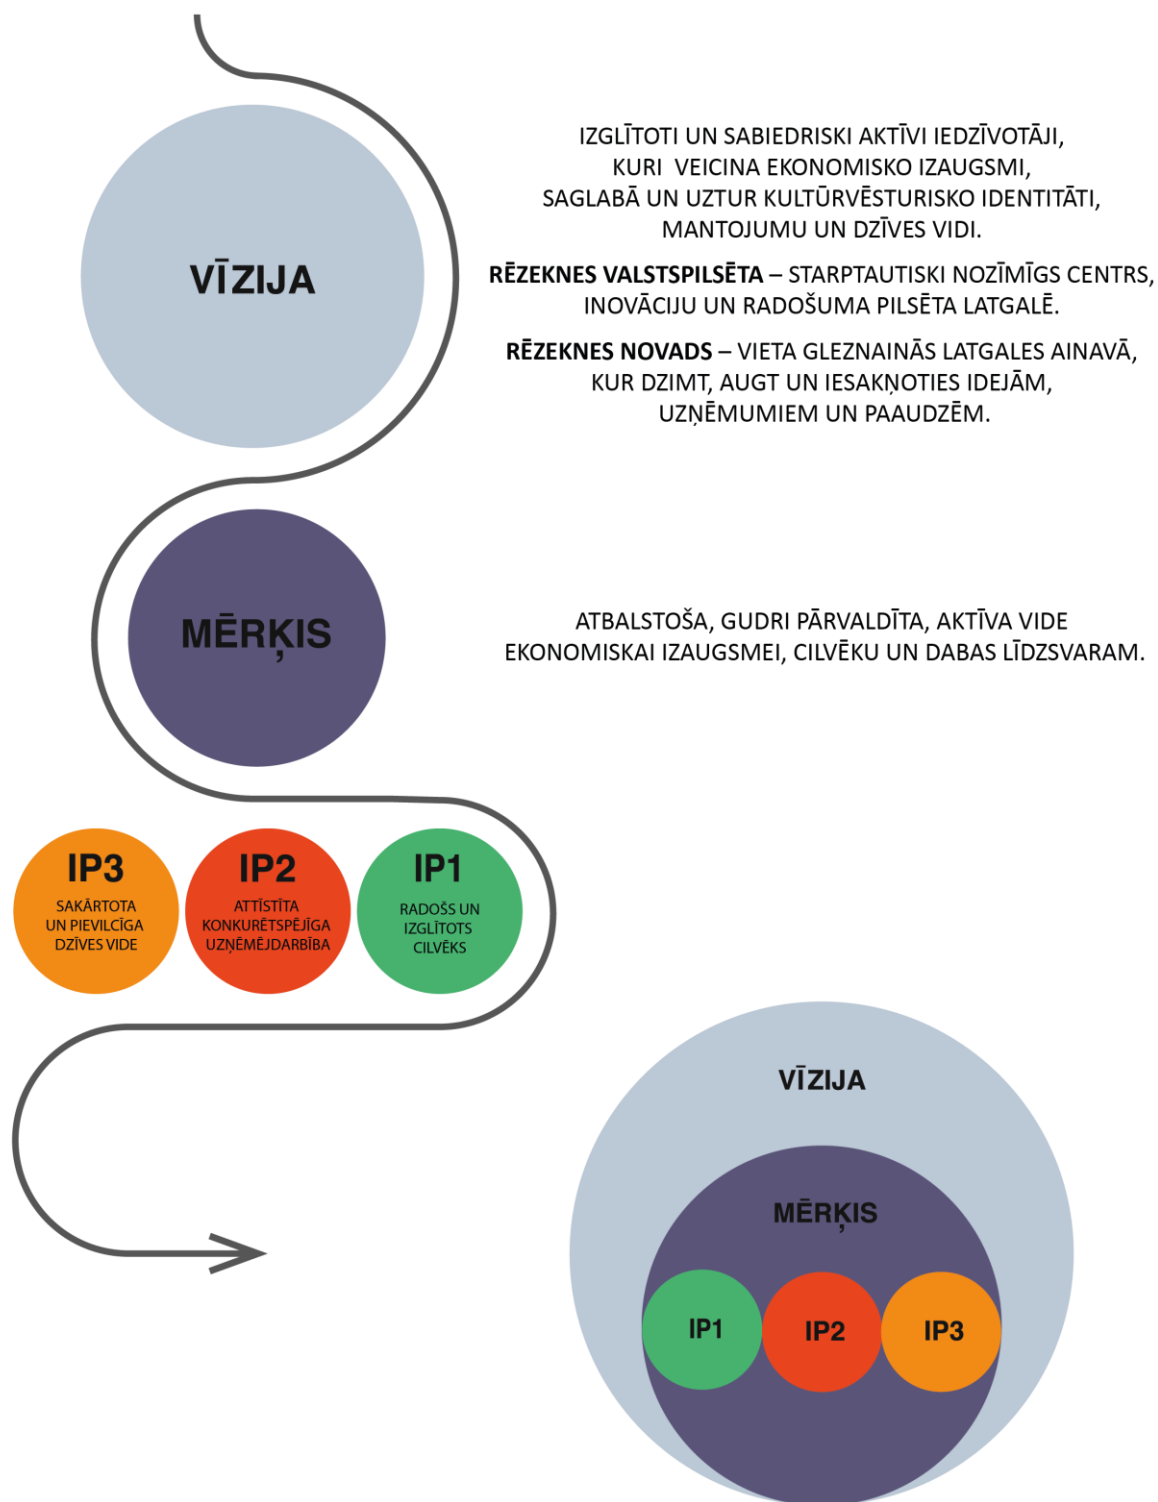 VĪZIJA
IZGLĪTOTI UN SABIEDRISKI AKTĪVI IEDZĪVOTĀJI,
KURI VEICINA EKONOMISKO IZAUGSMI,
SAGLABĀ UN UZTUR KULTŪRVĒSTURISKO IDENTITĀTI,
MANTOJUMU UN DZĪVES VIDI.
RĒZEKNES VALSTSPILSĒTA – STARPTAUTISKI NOZĪMĪGS CENTRS,
INOVĀCIJU UN RADOŠUMA PILSĒTA LATGALĒ.
RĒZEKNES NOVADS – VIETA GLEZNAINĀS LATGALES AINAVĀ,
KUR DZIMT, AUGT UN IESAKŅOTIES IDEJĀM,
UZŅĒMUMIEM UN PAAUDZĒM.
MĒRĶIS
ATBALSTOŠA, GUDRI PĀRVALDĪTA, AKTĪVA VIDE
EKONOMISKAI IZAUGSMEI, CILVĒKU UN DABAS LĪDZSVARAM.
IP3
SAKĀRTOTA
UN PIEVILCĪGA
DZĪVES VIDE
IP2
ATTĪSTĪTA
KONKURĒTSPĒJĪGA
UZŅĒMĒJDARBĪBA
IP1
RADOŠS UN
IZGLĪTOTS
CILVĒKS
VĪZIJA
MĒRĶIS
IP1
IP2
IP3